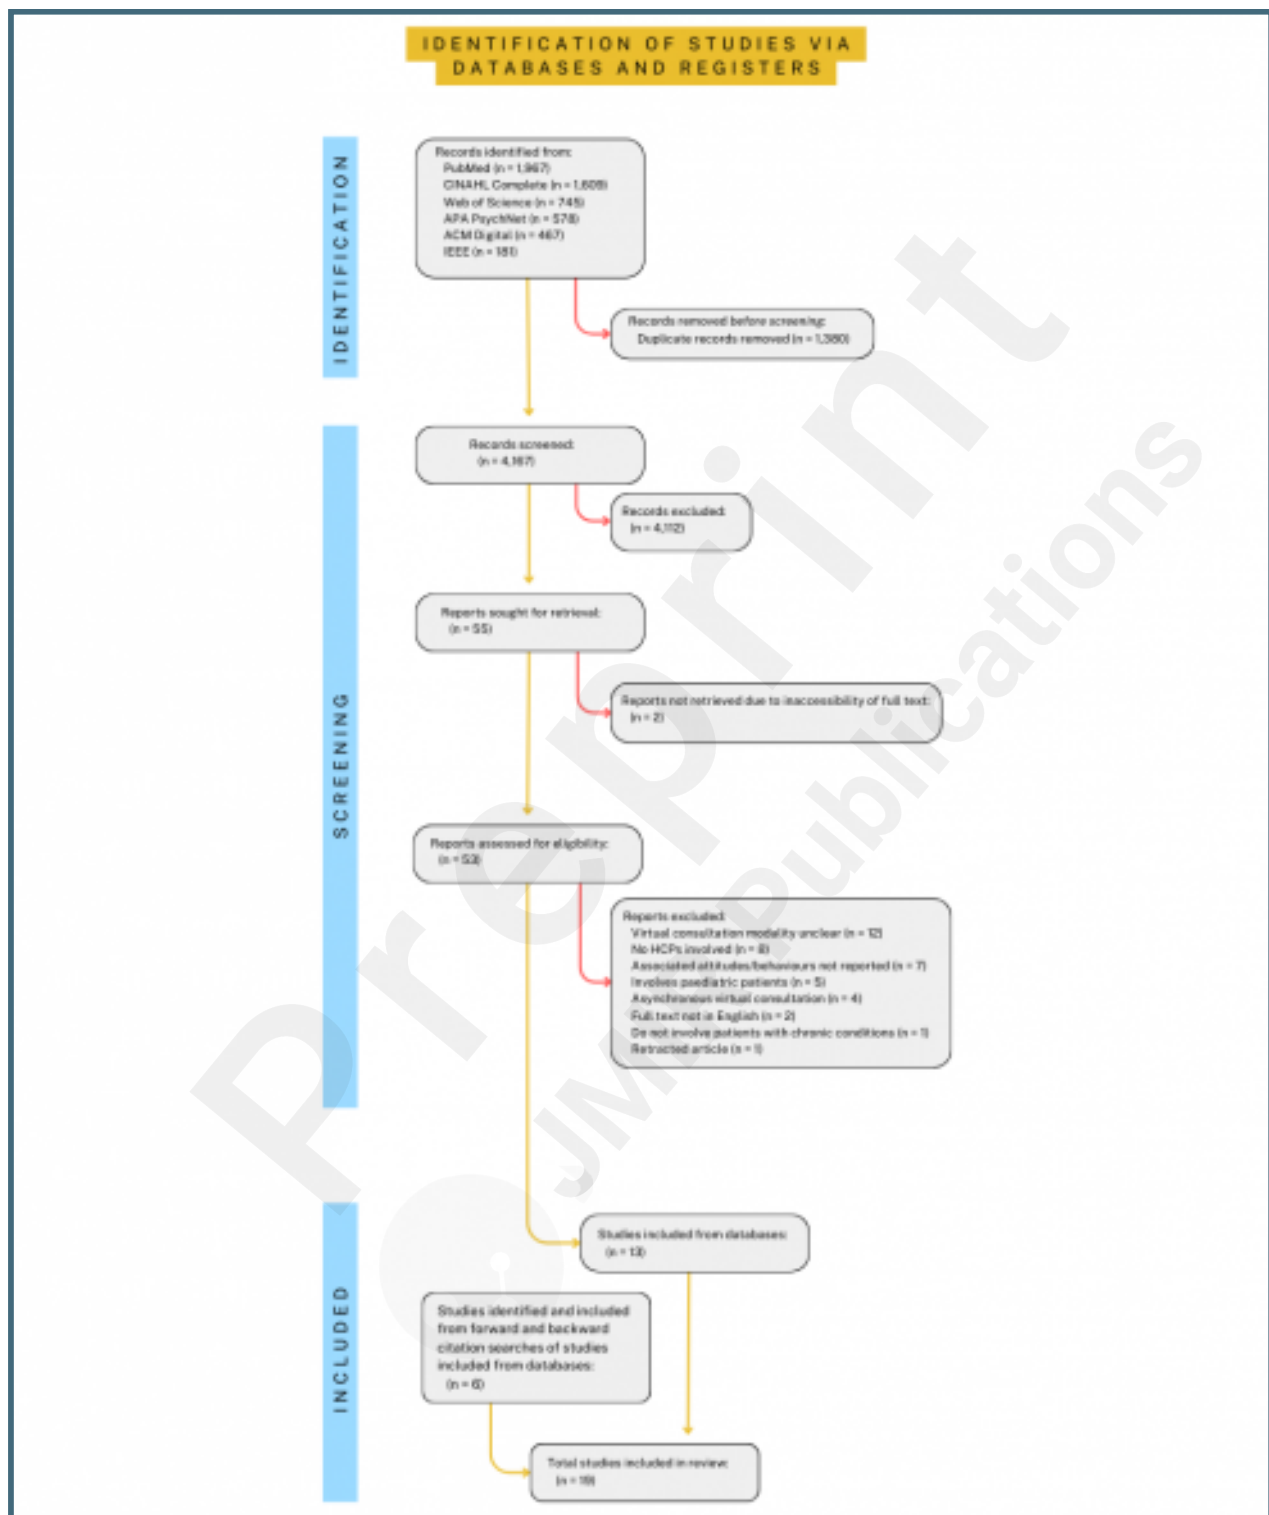 IDENTIFICATION OF STUDIES VIA
DATABASES AND REGISTERS
IDENTIFICATION
Records identified from:
PubMed (n = 1,967)
CINAHL Complete (n = 1,609)
Web of Science (n = 745)
APA PsychNet (n = 578)
ACM Digital (n = 467)
IEEE (n = 181)
Records removed before screening:
Duplicate records removed (n = 1,380)
SCREENING
Records screened:
(n = 4,167)
Records excluded:
(n = 4,112)
Reports sought for retrieval:
(n = 55)
Reports not retrieved due to inaccessibility of full text:
(n = 2)
Reports assessed for eligibility:
(n = 53)
Reports excluded:
Virtual consultation modality unclear (n = 12)
No HCPs involved (n = 8)
Associated attitudes/behaviours not reported (n = 7)
Involves paediatric patients (n = 5)
Asynchronous virtual consultation (n = 4)
Full text not in English (n = 2)
Do not involve patients with chronic conditions (n = 1)
Retracted article (n = 1)
INCLUDED
Studies included from databases:
(n = 13)
Studies identified and included
from forward and backward
citation searches of studies
included from databases:
(n = 6)
Total studies included in review:
(n = 19)
Preprint
JMIR Publications